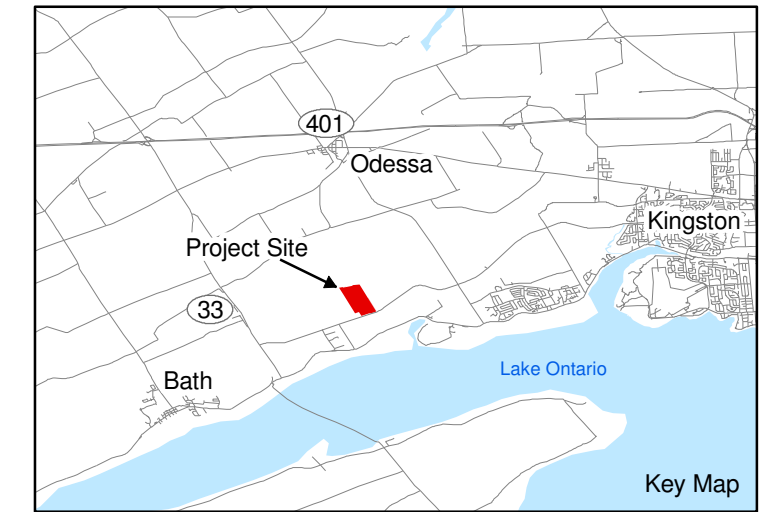 401
Odessa
Kingston
Project Site
33
Lake Ontario
Bath
Key Map